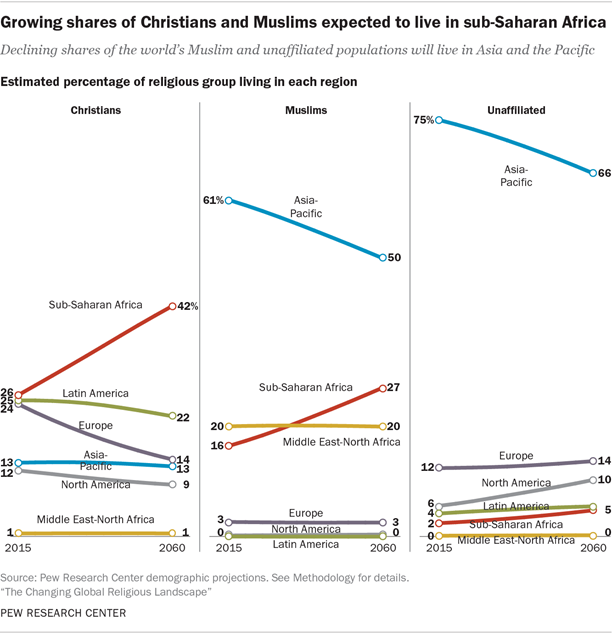 Growing shares of Christians and Muslims expected to live in sub-Saharan Africa
Declining shares of the world's Muslim and unaffiliated populations will live in Asia and the Pacific
Estimated percentage of religious group living in each region
Christians
26
25
24
13
12
1
Sub-Saharan Africa
Latin America
Europe
Asia-
Pacific
North America
Middle East-North Africa
42%
22
14
13
9
1
2015
2060
Muslims
61%
20
16
3
0
Asia-
Pacific
Sub-Saharan Africa
Middle East-North Africa
Europe
North America
Latin America
50
27
20
3
0
2015
2060
Unaffiliated
75%
12
6
4
2
0
Asia-
Pacific
Europe
North America
Latin America
Sub-Saharan Africa
Middle East-North Africa
66
14
10
5
0
2015
2060
Source: Pew Research Center demographic projections. See Methodology for details.
"The Changing Global Religious Landscape"
PEW RESEARCH CENTER